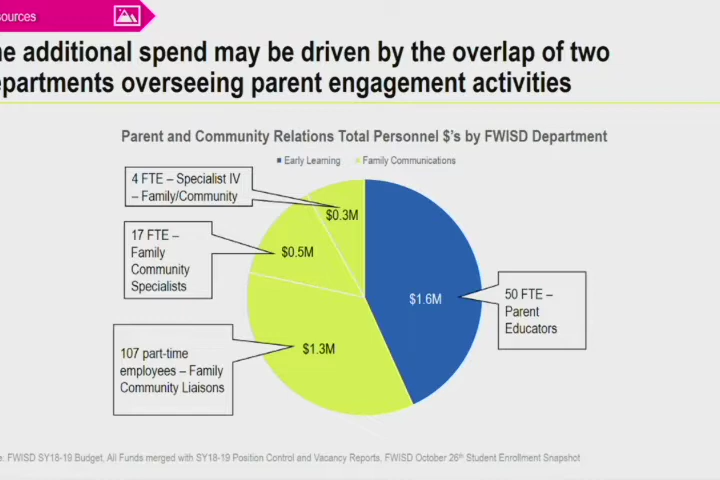 sources
he additional spend may be driven by the overlap of two
epartments overseeing parent engagement activities
Parent and Community Relations Total Personnel $'s by FWISD Department
Early Learning
Family Communications
4 FTE – Specialist IV
– Family/Community
$0.3M
17 FTE –
Family
Community
Specialists
$0.5M
$1.6M
50 FTE –
Parent
Educators
107 part-time
employees – Family
Community Liaisons
$1.3M
e: FWISD SY18-19 Budget, All Funds merged with SY18-19 Position Control and Vacancy Reports, FWISD October 26th Student Enrollment Snapshot